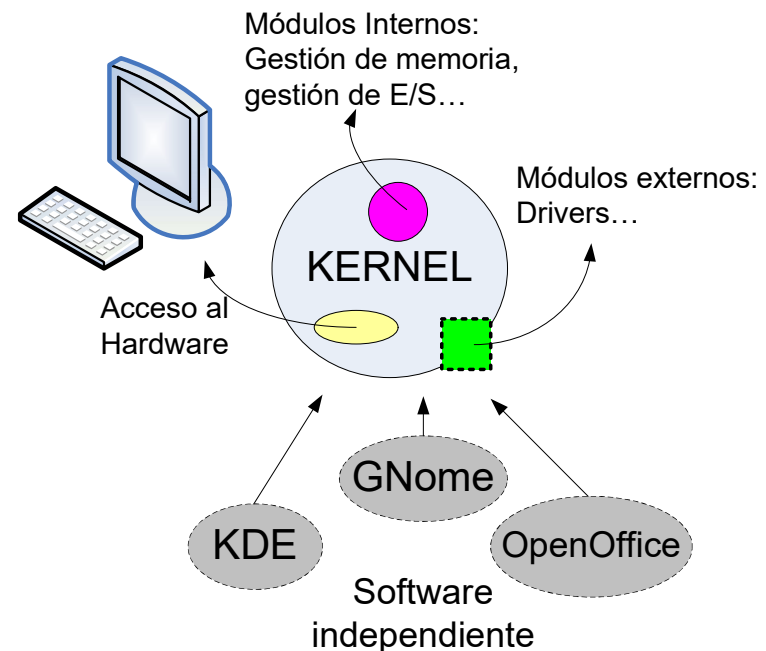 Módulos Internos:
Gestión de memoria,
gestión de E/S…
Módulos externos:
Drivers…
KERNEL
Acceso al
Hardware
GNome
KDE
OpenOffice
Software
independiente